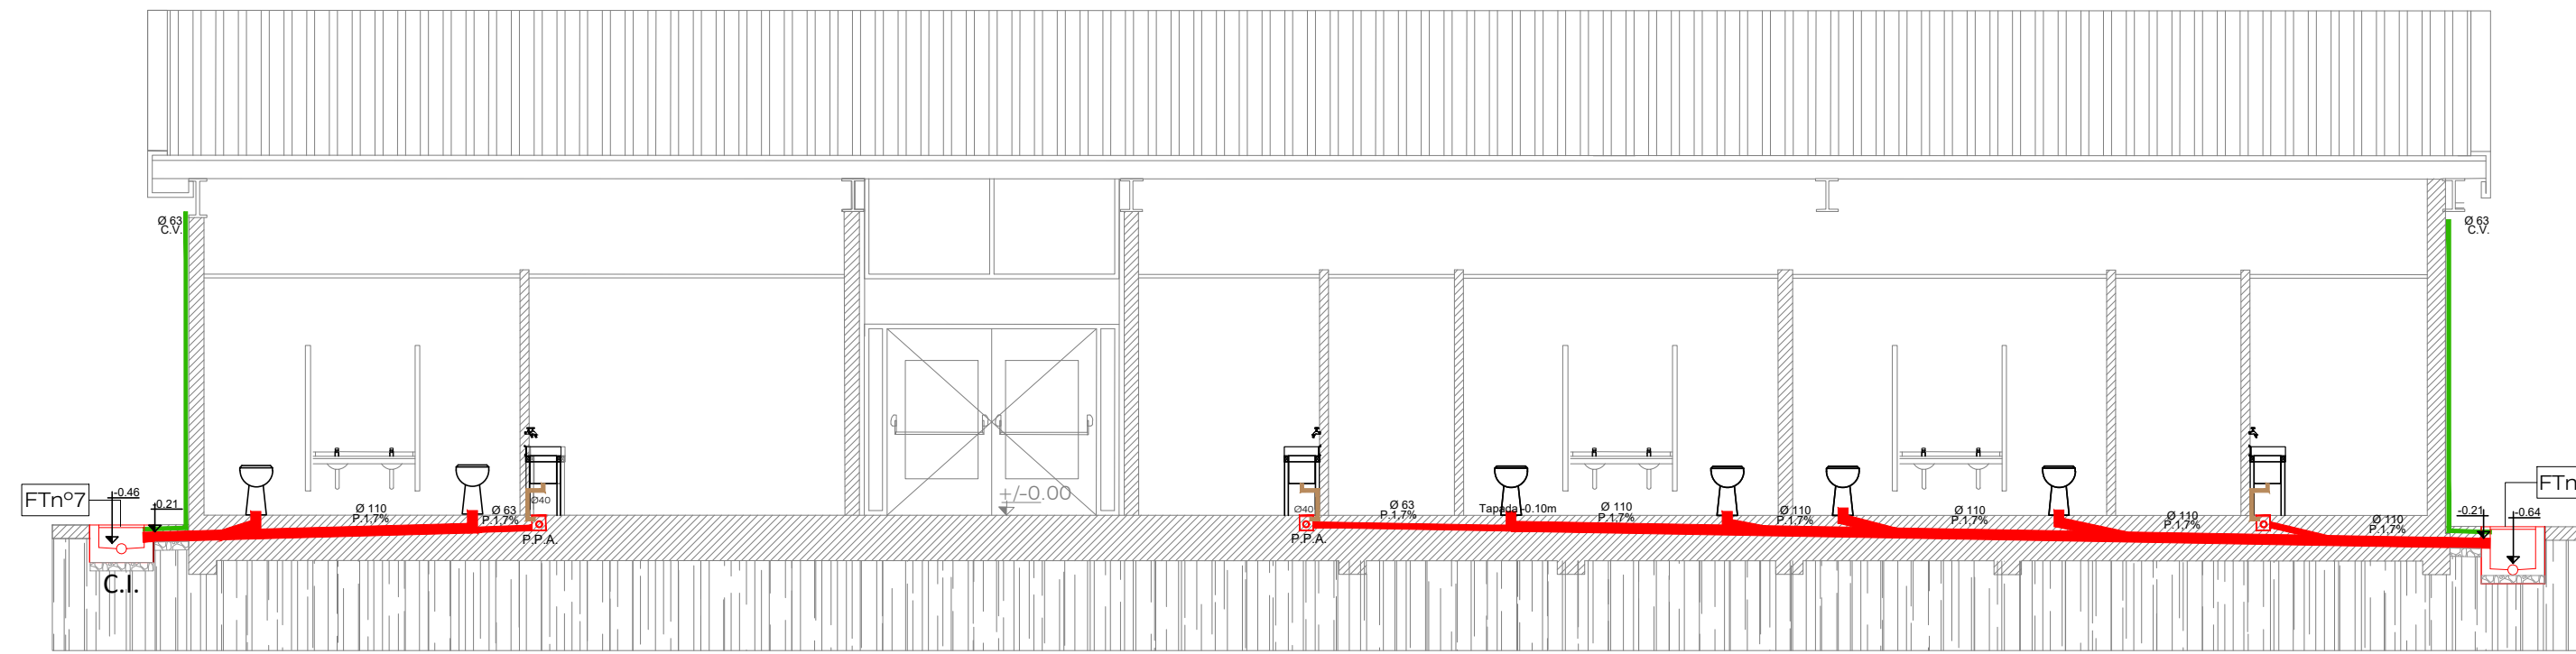 Ø 63
C.V.
Ø 63
C.V.
FTnº7
-0.46
-0.21
C.I.
Ø 110
P.1,7%
Ø 63
P.1,7%
Ø40
P.P.A.
+/-0.00
Ø40
P.P.A.
Ø 63
P.1,7%
Tapada -0.10m
Ø 110
P.1,7%
Ø 110
P.1,7%
Ø 110
P.1,7%
Ø 110
P.1,7%
Ø 110
P.1,7%
-0.21
-0.64
FTn